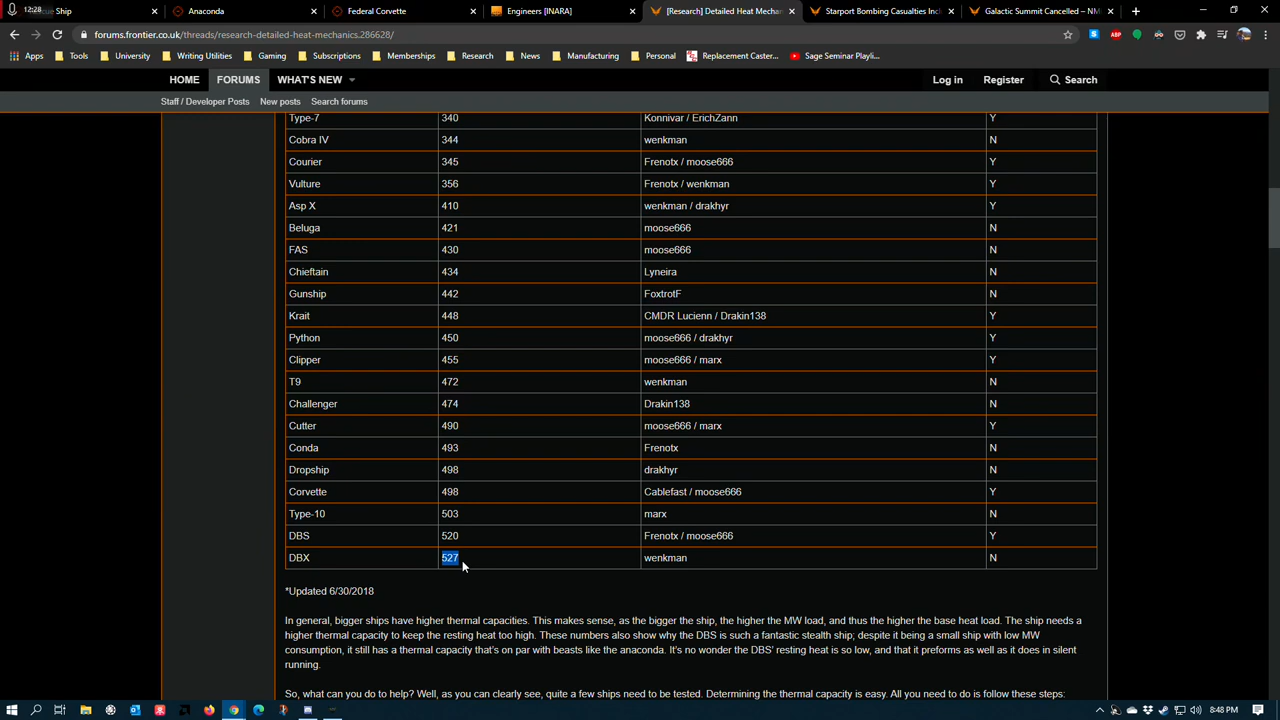 12:28 cue Ship
Anaconda
Federal Corvette
Engineers [INARA]
[Research] Detailed Heat Mechan
Starport Bombing Casualties Incl
Galactic Summit Cancelled – NM
forums.frontier.co.uk/threads/research-detailed-heat-mechanics.286628/
Apps Tools University Writing Utilities Gaming Subscriptions Memberships Research News Manufacturing Personal Replacement Caster... Sage Seminar Playli...
HOME FORUMS WHAT'S NEW Log in Register Search
Staff / Developer Posts New posts Search forums
Type-7 340 Konnivar / ErichZann Y
Cobra IV 344 wenkman N
Courier 345 Frenotx / moose666 Y
Vulture 356 Frenotx / wenkman Y
Asp X 410 wenkman / drakhyr Y
Beluga 421 moose666 N
FAS 430 moose666 N
Chieftain 434 Lyneira N
Gunship 442 FoxtrotF N
Krait 448 CMDR Lucienn / Drakin138 Y
Python 450 moose666 / drakhyr Y
Clipper 455 moose666 / marx Y
T9 472 wenkman N
Challenger 474 Drakin138 N
Cutter 490 moose666 / marx Y
Conda 493 Frenotx N
Dropship 498 drakhyr N
Corvette 498 Cablefast / moose666 Y
Type-10 503 marx N
DBS 520 Frenotx / moose666 Y
DBX 527 wenkman N
*Updated 6/30/2018
In general, bigger ships have higher thermal capacities. This makes sense, as the bigger the ship, the higher the MW load, and thus the higher the base heat load. The ship needs a
higher thermal capacity to keep the resting heat too high. These numbers also show why the DBS is such a fantastic stealth ship; despite it being a small ship with low MW
consumption, it still has a thermal capacity that's on par with beasts like the anaconda. It's no wonder the DBS' resting heat is so low, and that it preforms as well as it does in silent
running.
So, what can you do to help? Well, as you can clearly see, quite a few ships need to be tested. Determining the thermal capacity is easy. All you need to do is follow these steps:
8:48 PM